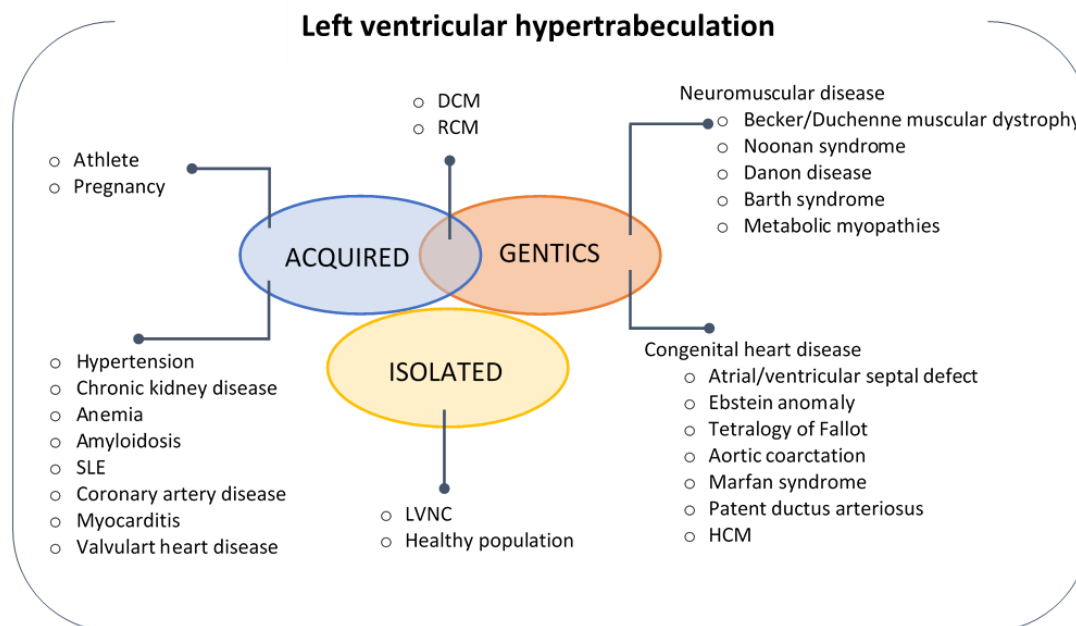 Left ventricular hypertrabeculation
○ DCM
○ RCM
○ Athlete
○ Pregnancy
Neuromuscular disease
○ Becker/Duchenne muscular dystrophy
○ Noonan syndrome
○ Danon disease
○ Barth syndrome
○ Metabolic myopathies
ACQUIRED
GENTICS
ISOLATED
○ Hypertension
○ Chronic kidney disease
○ Anemia
○ Amyloidosis
○ SLE
○ Coronary artery disease
○ Myocarditis
○ Valvulart heart disease
○ LVNC
○ Healthy population
Congenital heart disease
○ Atrial/ventricular septal defect
○ Ebstein anomaly
○ Tetralogy of Fallot
○ Aortic coarctation
○ Marfan syndrome
○ Patent ductus arteriosus
○ HCM